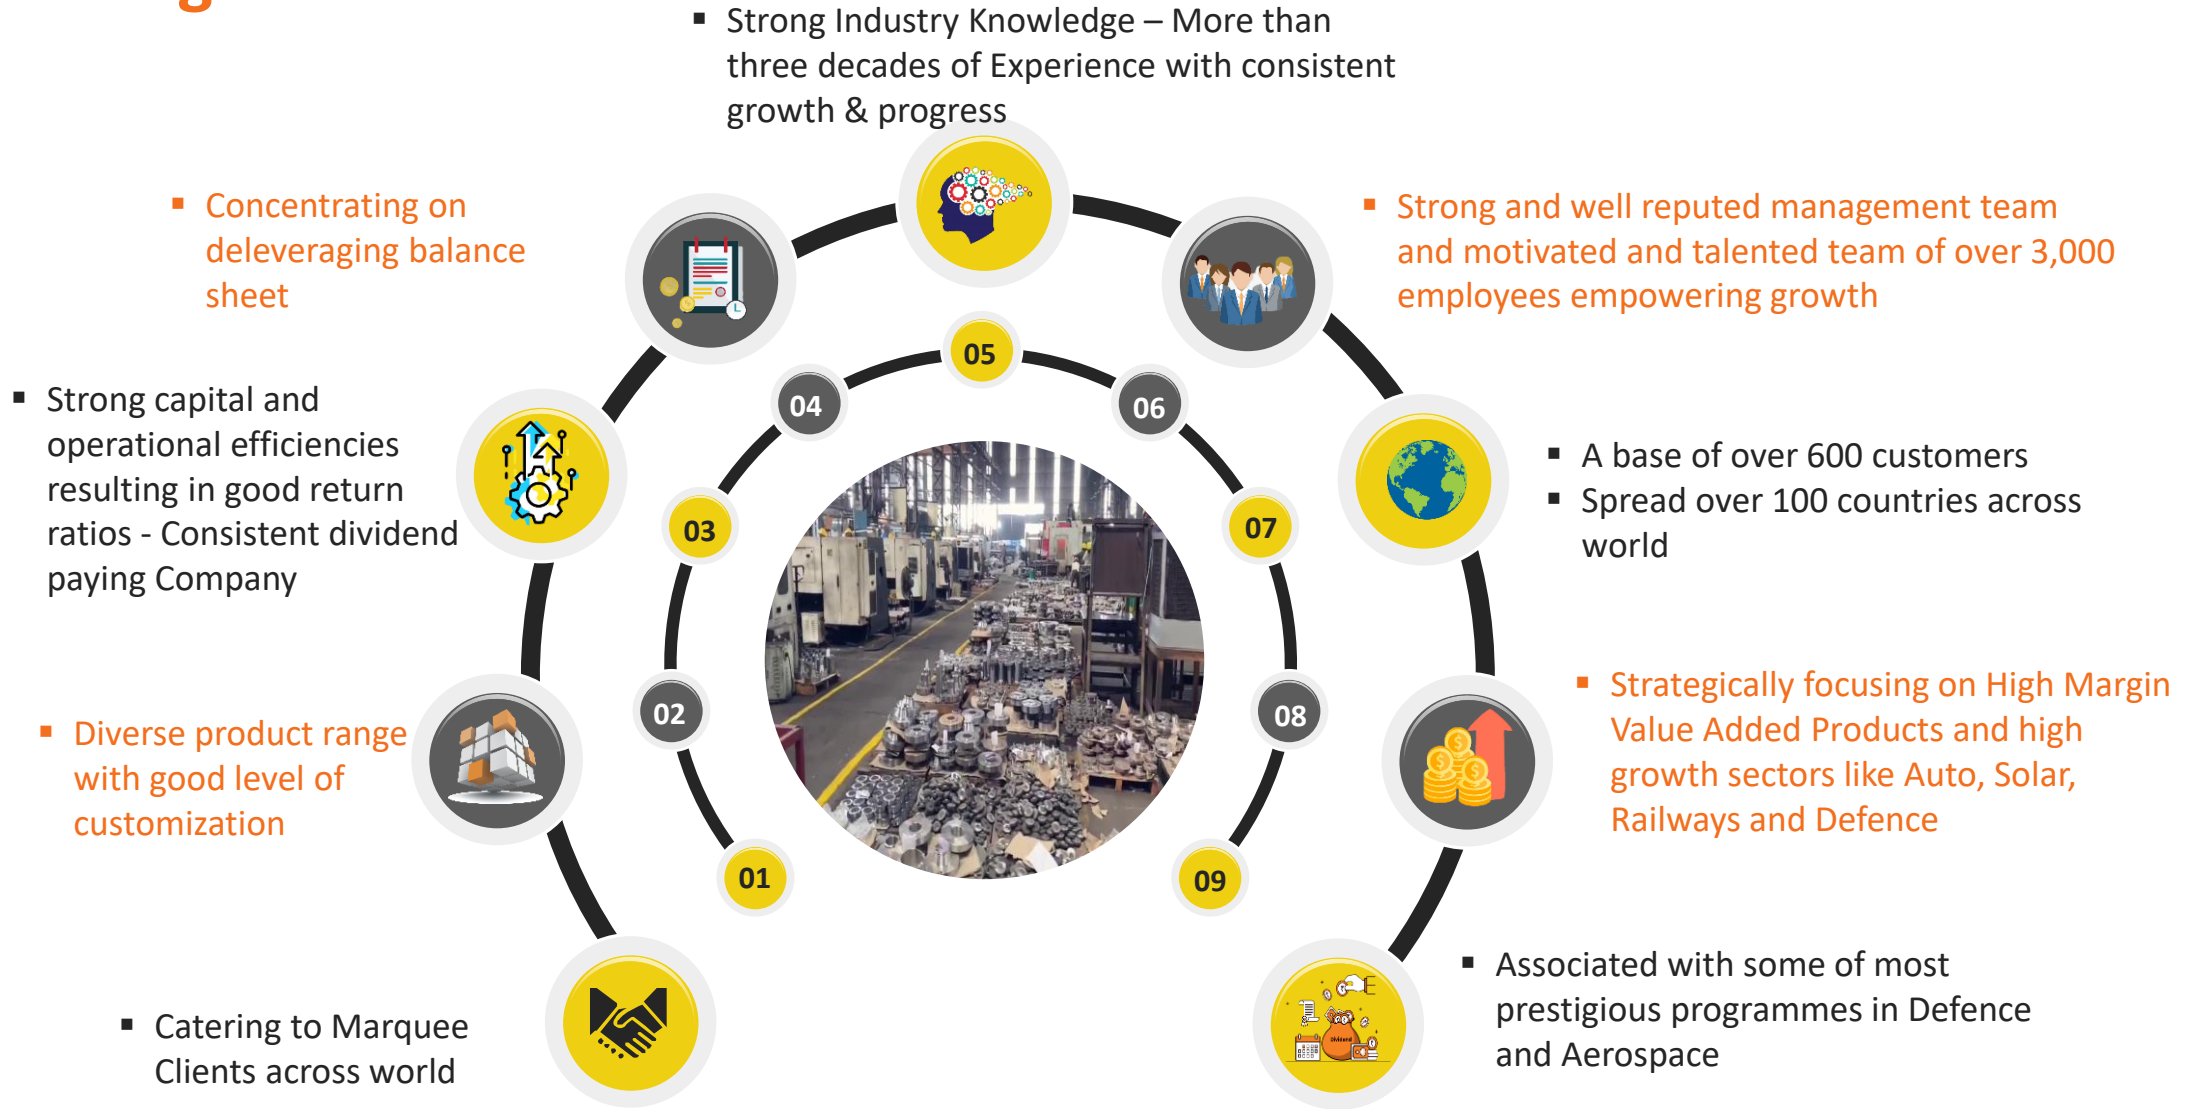 ▪ Strong Industry Knowledge – More than
three decades of Experience with consistent
growth & progress
▪ Concentrating on
deleveraging balance
sheet
▪ Strong and well reputed management team
and motivated and talented team of over 3,000
employees empowering growth
▪ Strong capital and
operational efficiencies
resulting in good return
ratios - Consistent dividend
paying Company
▪ A base of over 600 customers
▪ Spread over 100 countries across
world
▪ Diverse product range
with good level of
customization
▪ Strategically focusing on High Margin
Value Added Products and high
growth sectors like Auto, Solar,
Railways and Defence
▪ Catering to Marquee
Clients across world
▪ Associated with some of most
prestigious programmes in Defence
and Aerospace
01
02
03
04
05
06
07
08
09
Dividend